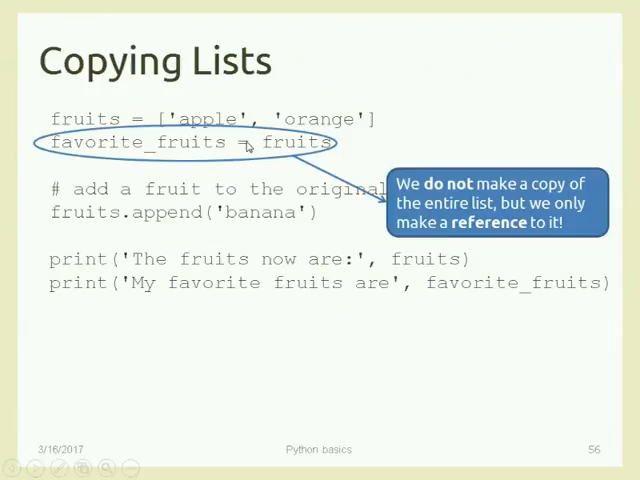 Copying Lists
fruits = ['apple', 'orange']
favorite_fruits = fruits
# add a fruit to the original
fruits.append('banana')
We do not make a copy of
the entire list, but we only
make a reference to it!
print('The fruits now are:', fruits)
print('My favorite fruits are', favorite_fruits)
3/16/2017
Python basics
56